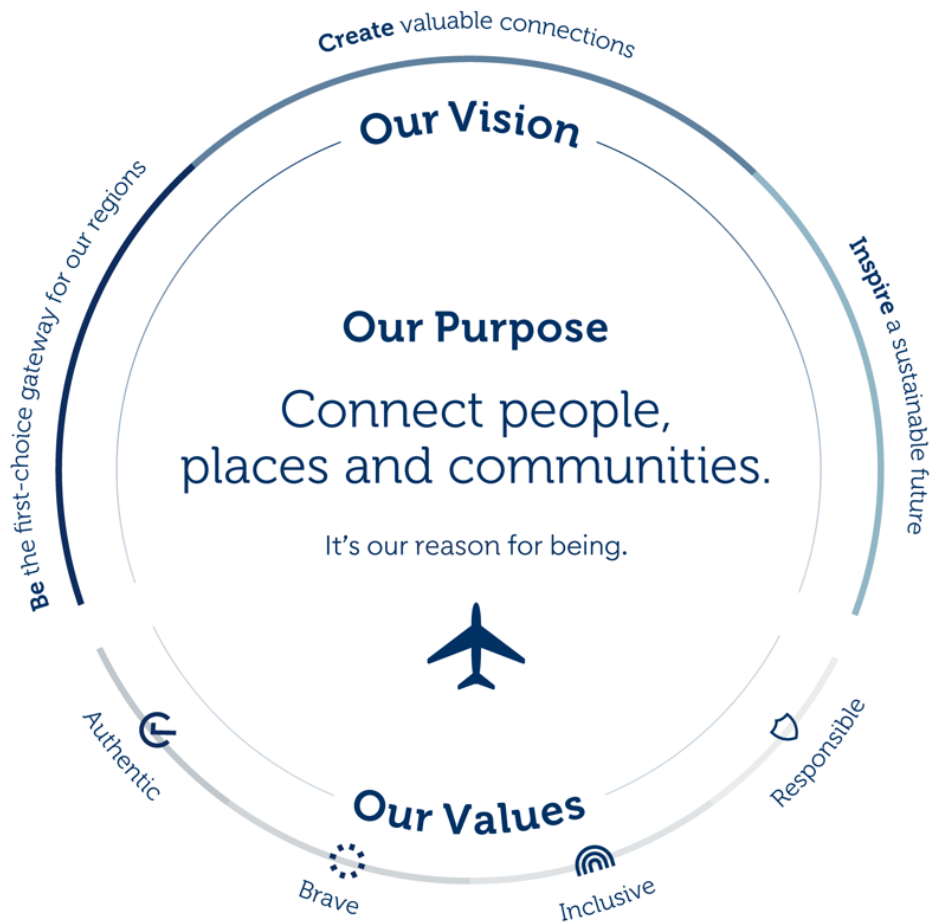 Create valuable connections
Our Vision
Be the first-choice gateway for our regions
Inspire a sustainable future
Our Purpose
Connect people,
places and communities.
It's our reason for being.
Our Values
Authentic
Brave
Inclusive
Responsible